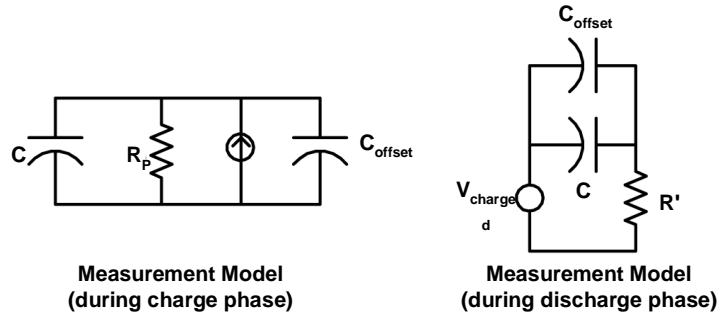 C
R_P
C_offset
C_offset
C
V_charge
d
R'
Measurement Model
(during charge phase)
Measurement Model
(during discharge phase)